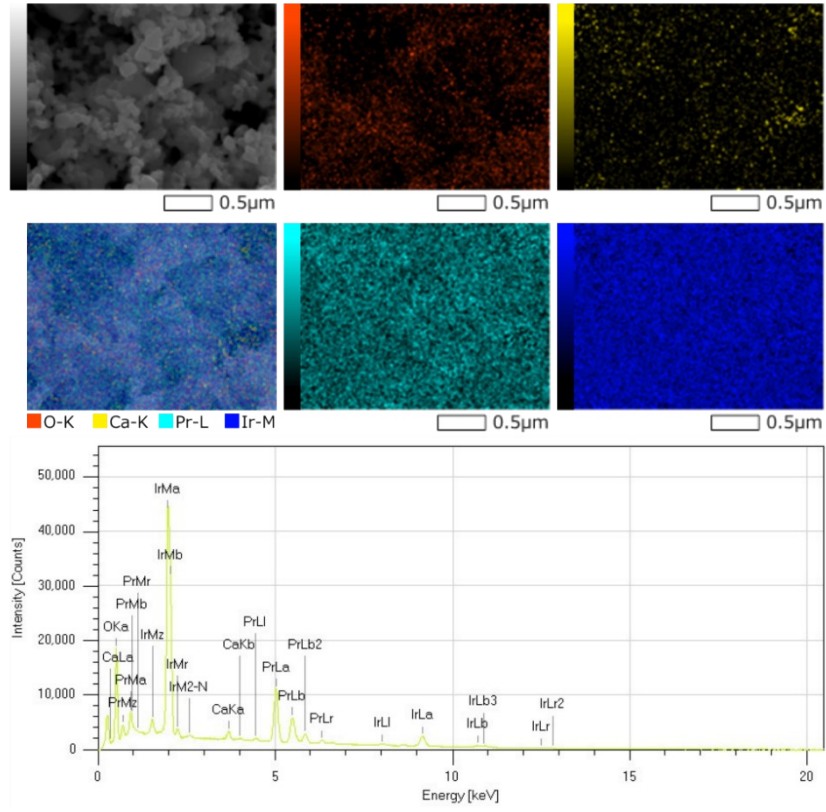 0.5µm
0.5µm
0.5µm
O-K
Ca-K
Pr-L
Ir-M
0.5µm
0.5µm
50,000
40,000
30,000
20,000
10,000
0
Intensity [Counts]
IrMa
IrMb
PrMr
PrMb
OKa
IrMz
CaLa
PrMa
PrMz
IrMr
IrM2-N
CaKb
CaKa
PrLl
PrLa
PrLb2
PrLb
PrLr
IrLl
IrLa
IrLb3
IrLb
IrLr2
IrLr
0
5
10
15
20
Energy [keV]